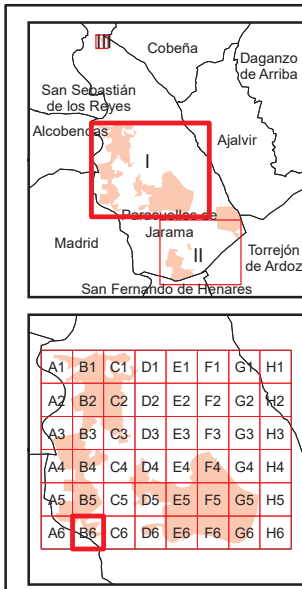 III
Cobeña
Daganzo
de Arriba
San Sebastián
de los Reyes
Alcobendas
Ajalvir
I
Paracuellos de
Jarama
Madrid
II
Torrejón
de Ardoz
San Fernando de Henares
A1 B1 C1 D1 E1 F1 G1 H1
A2 B2 C2 D2 E2 F2 G2 H2
A3 B3 C3 D3 E3 F3 G3 H3
A4 B4 C4 D4 E4 F4 G4 H4
A5 B5 C5 D5 E5 F5 G5 H5
A6 B6 C6 D6 E6 F6 G6 H6